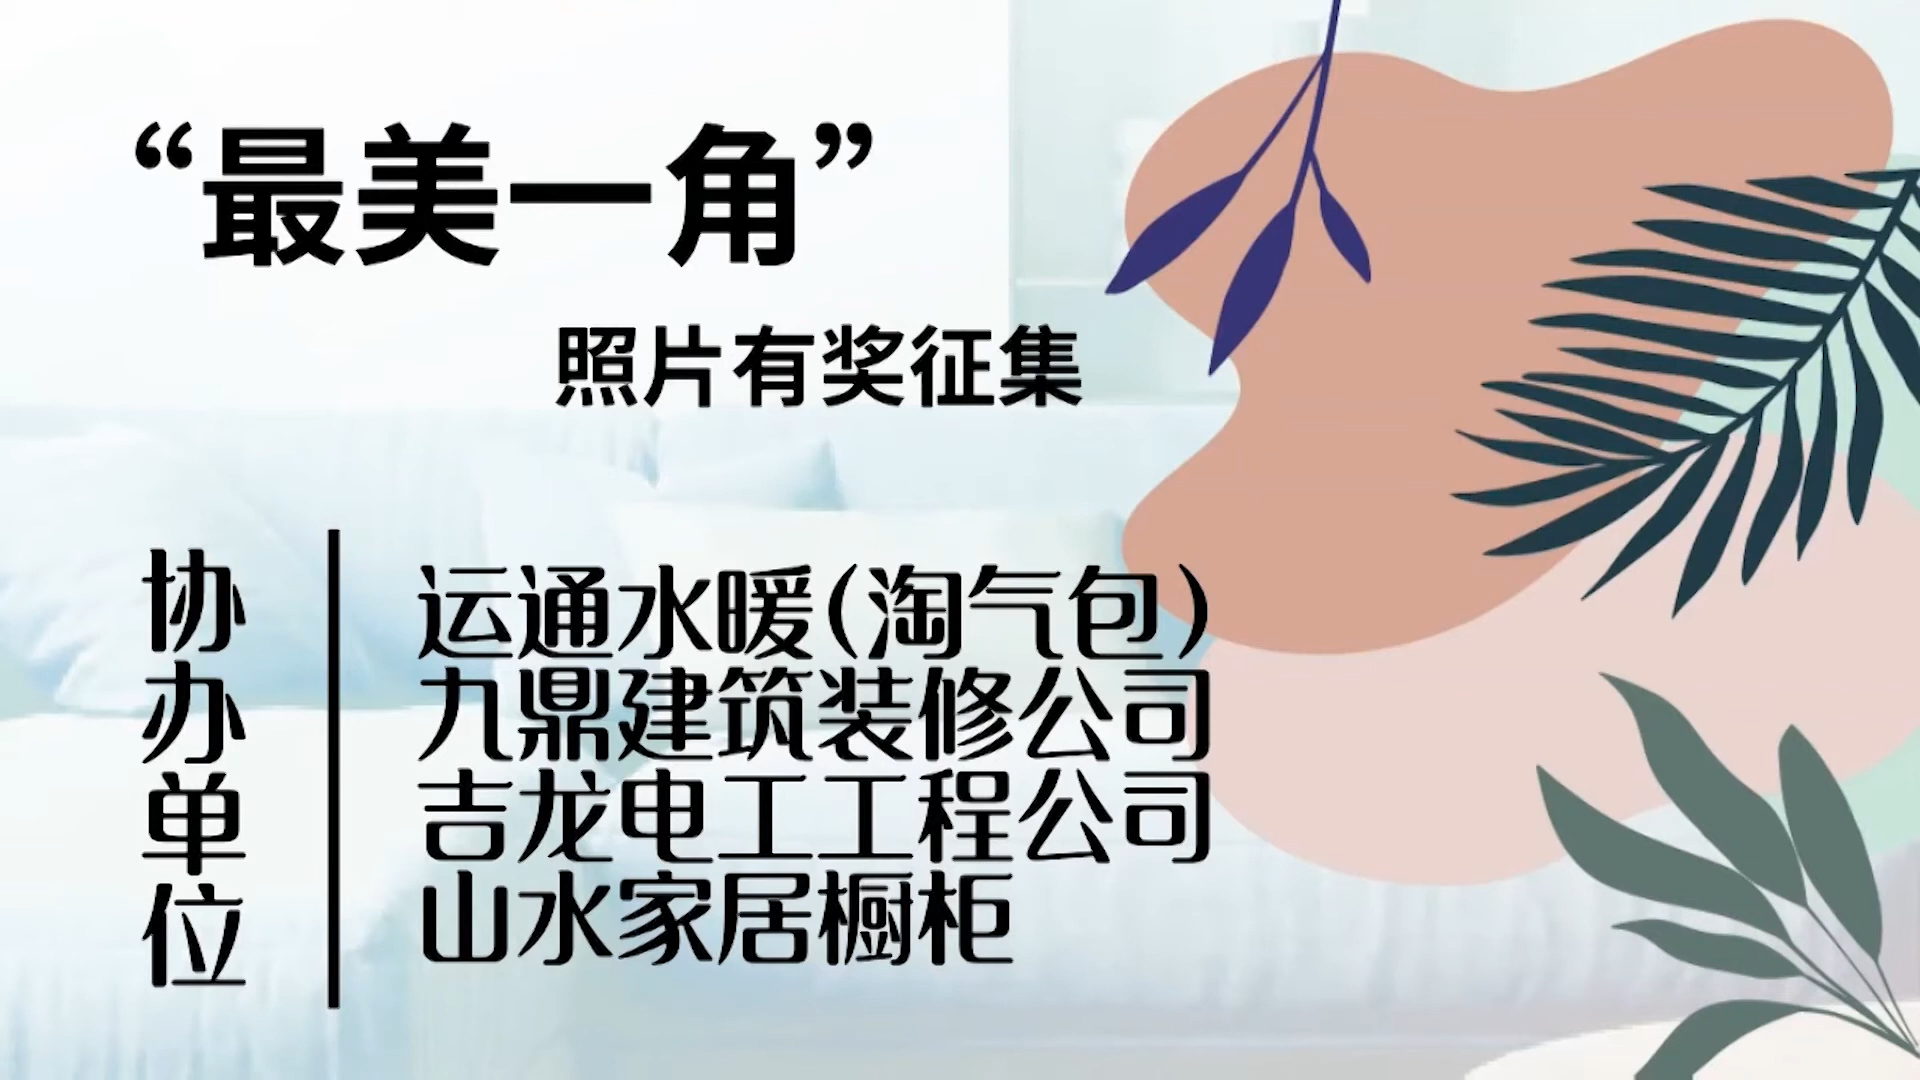 “最美一角”
照片有奖征集
协办单位
运通水暖(淘气包)
九鼎建筑装修公司
吉龙电工工程公司
山水家居橱柜